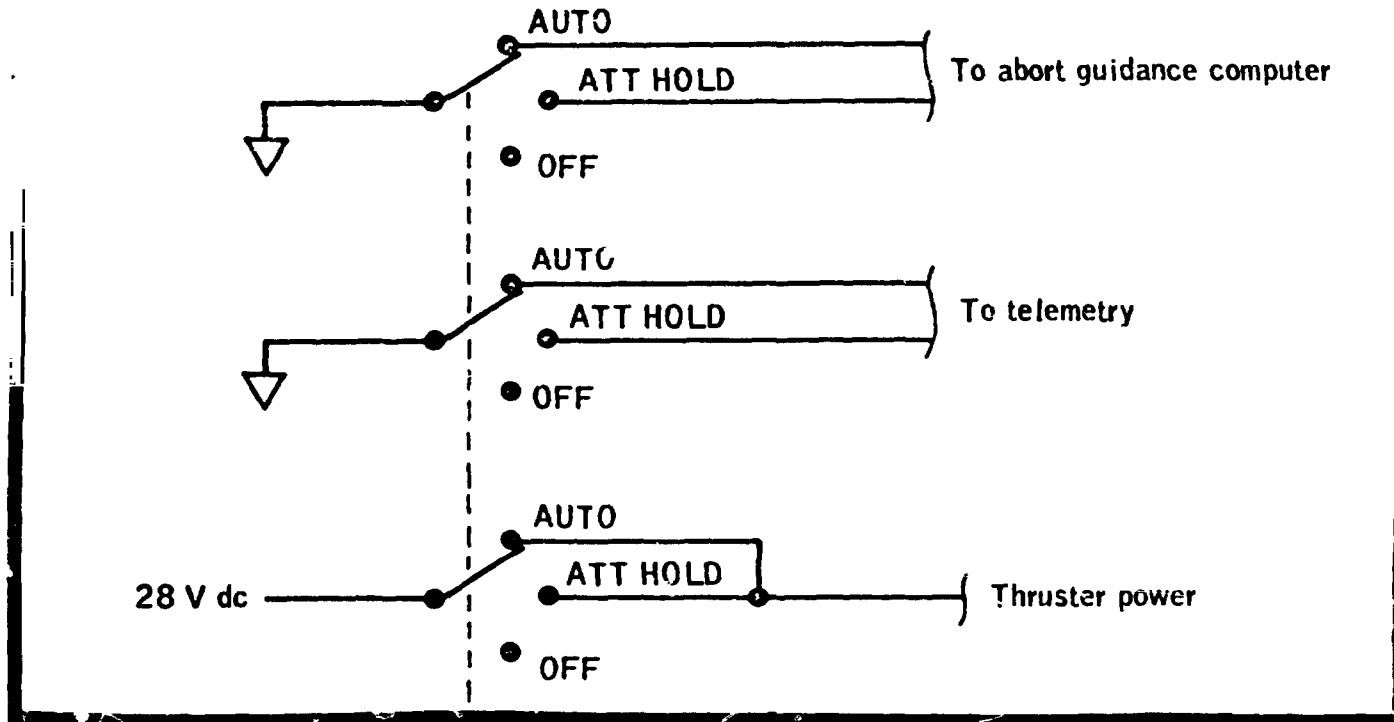 AUTO
ATT HOLD
To abort guidance computer
OFF
AUTO
ATT HOLD
To telemetry
OFF
AUTO
28 V dc
ATT HOLD
Thruster power
OFF